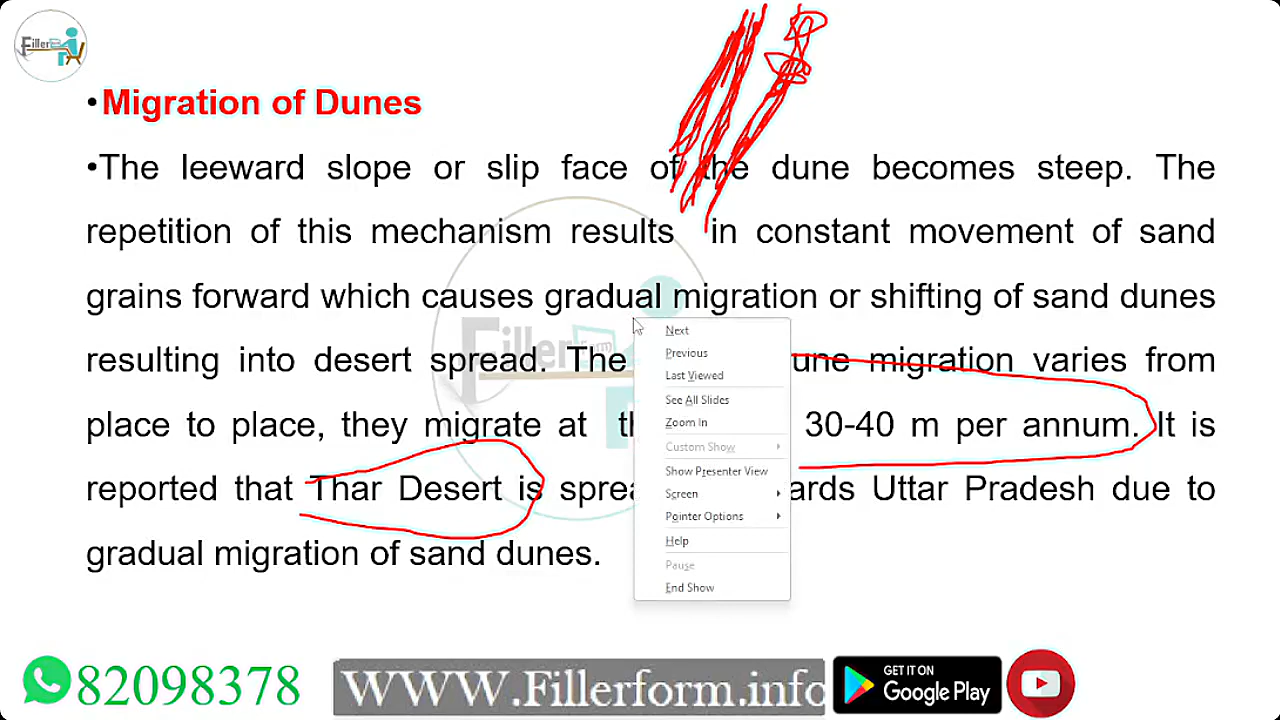 Filler
•Migration of Dunes
•The leeward slope or slip face of the dune becomes steep. The
repetition of this mechanism results in constant movement of sand
grains forward which causes gradual migration or shifting of sand dunes
resulting into desert spread. The une migration varies from
place to place, they migrate at 30-40 m per annum. It is
reported that Thar Desert is Uttar Pradesh due to
gradual migration of sand dunes.
Fillerform
Next
Previous
Last Viewed
See All Slides
Zoom In
Custom Show
Show Presenter View
Screen
Pointer Options
Help
Pause
End Show
82098378
WWW.Fillerform.info
GET IT ON
Google Play